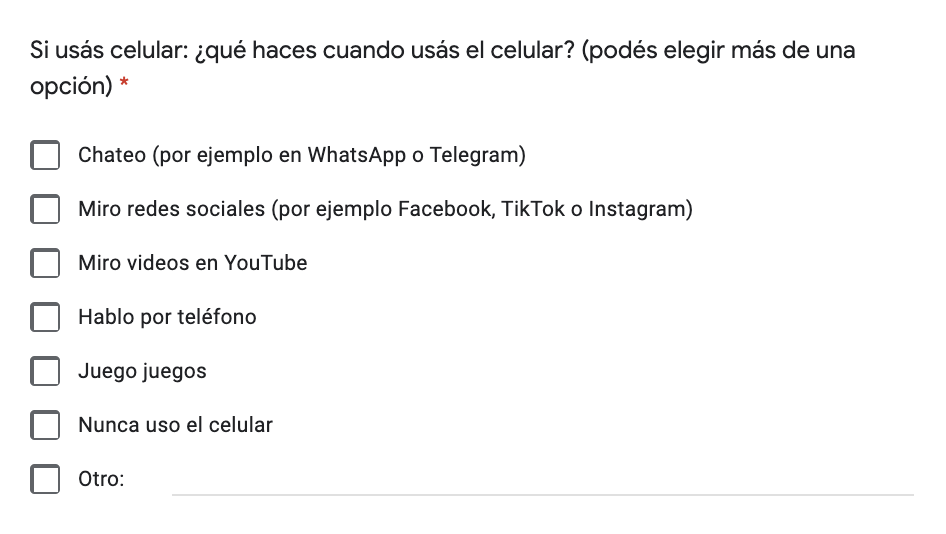 Si usás celular: ¿qué haces cuando usás el celular? (podés elegir más de una
opción) *
Chateo (por ejemplo en WhatsApp o Telegram)
Miro redes sociales (por ejemplo Facebook, TikTok o Instagram)
Miro videos en YouTube
Hablo por teléfono
Juego juegos
Nunca uso el celular
Otro: